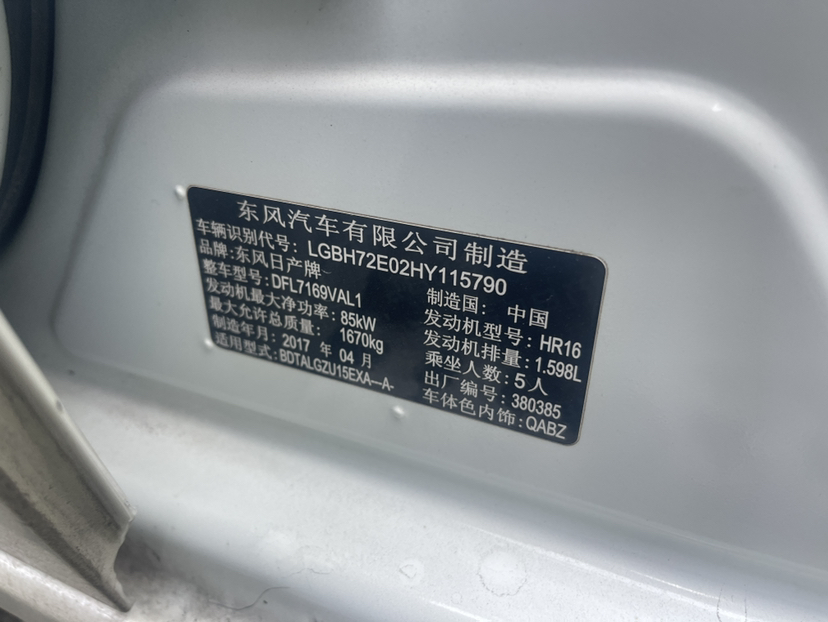 东风汽车有限公司制造
车辆识别代号: LGBH72E02HY115790
品牌:东风日产牌 制造国: 中国
整车型号: DFL7169VAL1 发动机型号: HR16
发动机最大净功率: 85kW 发动机排量: 1.598L
最大允许总质量: 1670kg 乘坐人数: 5人
制造年月: 2017 年 04 月 出厂编号: 380385
适用型式: BDTALGZU15EXA---A- 车体色内饰: QABZ